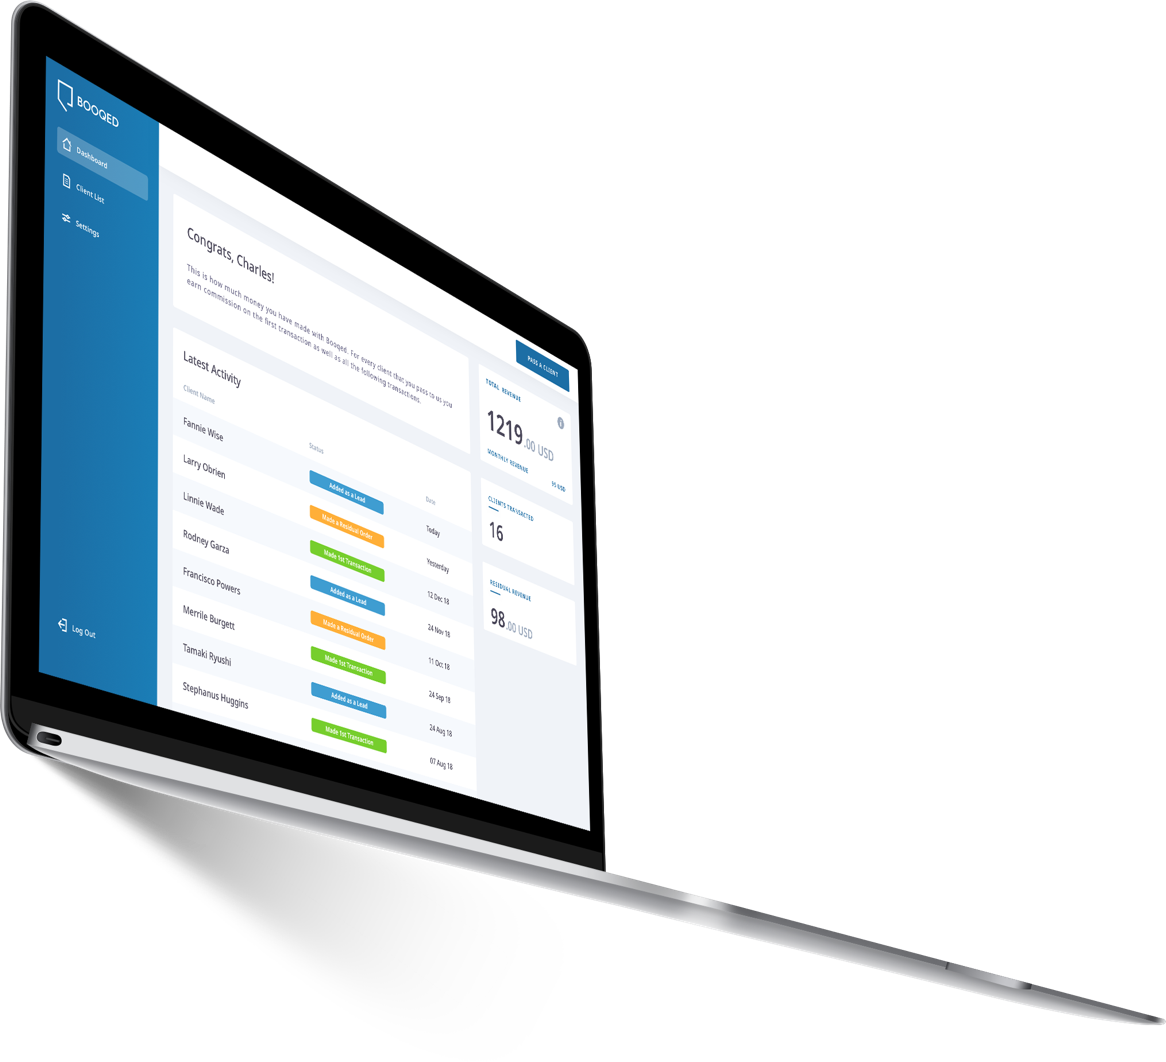 BOOQED
Dashboard
Client List
Settings
Log Out
PASS A CLIENT
Congrats, Charles!
This is how much money you have made with Booqed. For every client that you pass to us you
earn commission on the first transaction as well as all the following transactions.
Latest Activity
Client Name Status Date
Fannie Wise Added as a Lead Today
Larry Obrien Made a Residual Order Yesterday
Linnie Wade Made 1st Transaction 12 Dec 18
Rodney Garza Added as a Lead 24 Nov 18
Francisco Powers Made a Residual Order 11 Oct 18
Merrile Burgett Made 1st Transaction 24 Sep 18
Tamaki Ryushi Added as a Lead 24 Aug 18
Stephanus Huggins Made 1st Transaction 07 Aug 18
TOTAL REVENUE
1219.00 USD
MONTHLY REVENUE
USD
CLIENTS TRANSACTED
16
RESIDUAL REVENUE
98.00 USD